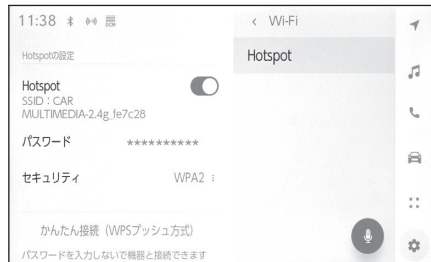 11:38
DCM
Hotspotの設定
Hotspot
SSID：CAR
MULTIMEDIA-2.4g_fe7c28
パスワード **********
セキュリティ WPA2
かんたん接続（WPSプッシュ方式）
パスワードを入力しないで機器と接続できます
< Wi-Fi
Hotspot